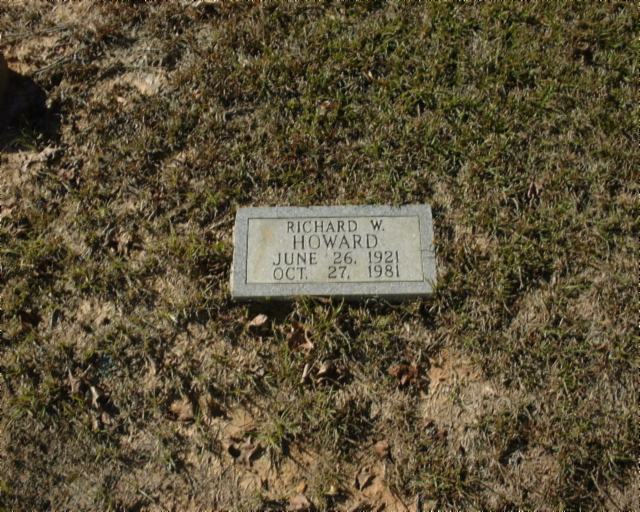 RICHARD W.
HOWARD
JUNE 26, 1921
OCT. 27, 1981